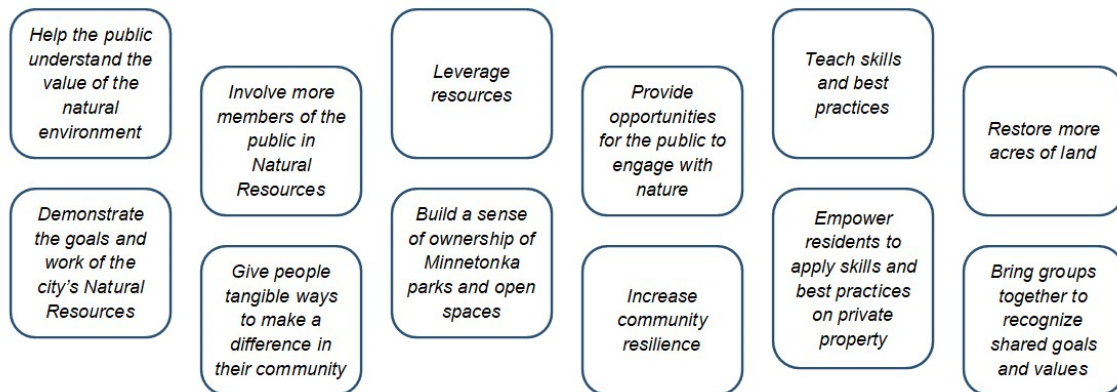 Help the public
understand the
value of the
natural
environment
Demonstrate
the goals and
work of the
city's Natural
Resources
Involve more
members of the
public in
Natural
Resources
Give people
tangible ways
to make a
difference in
their community
Leverage
resources
Build a sense
of ownership of
Minnetonka
parks and open
spaces
Provide
opportunities
for the public to
engage with
nature
Increase
community
resilience
Teach skills
and best
practices
Empower
residents to
apply skills and
best practices
on private
property
Restore more
acres of land
Bring groups
together to
recognize
shared goals
and values